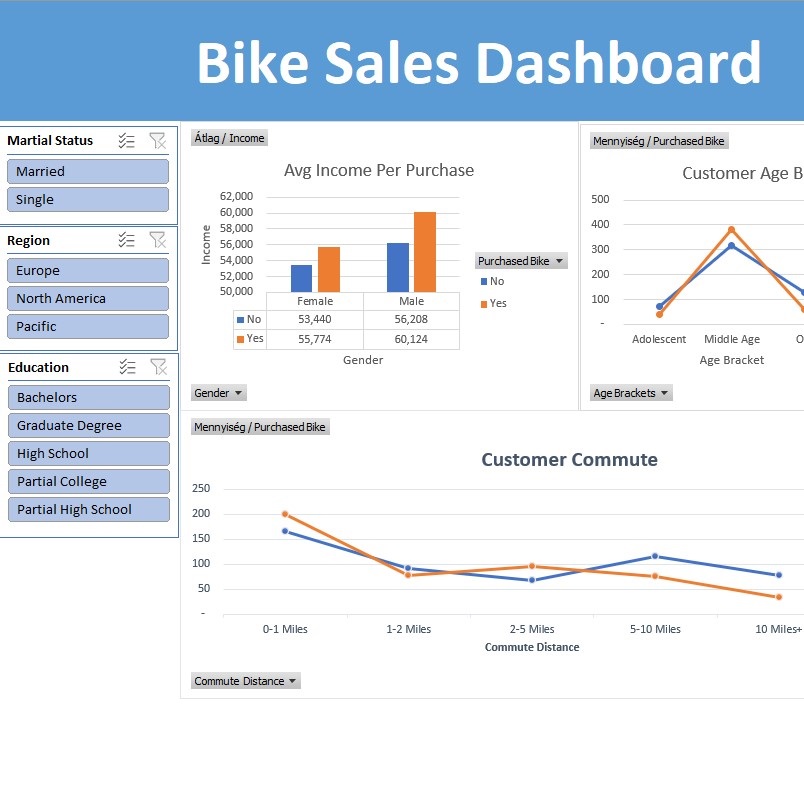 Bike Sales Dashboard
Martial Status
Married
Single
Region
Europe
North America
Pacific
Education
Bachelors
Graduate Degree
High School
Partial College
Partial High School
Átlag / Income
Avg Income Per Purchase
62,000
60,000
58,000
56,000
54,000
52,000
50,000
Income
Female Male
No 53,440 56,208
Yes 55,774 60,124
Gender
Purchased Bike
No
Yes
Gender
Mennyiség / Purchased Bike
Customer Age B
500
400
300
200
100
-
Adolescent Middle Age O
Age Bracket
Age Brackets
Mennyiség / Purchased Bike
Customer Commute
250
200
150
100
50
-
0-1 Miles 1-2 Miles 2-5 Miles 5-10 Miles 10 Miles+
Commute Distance
Commute Distance